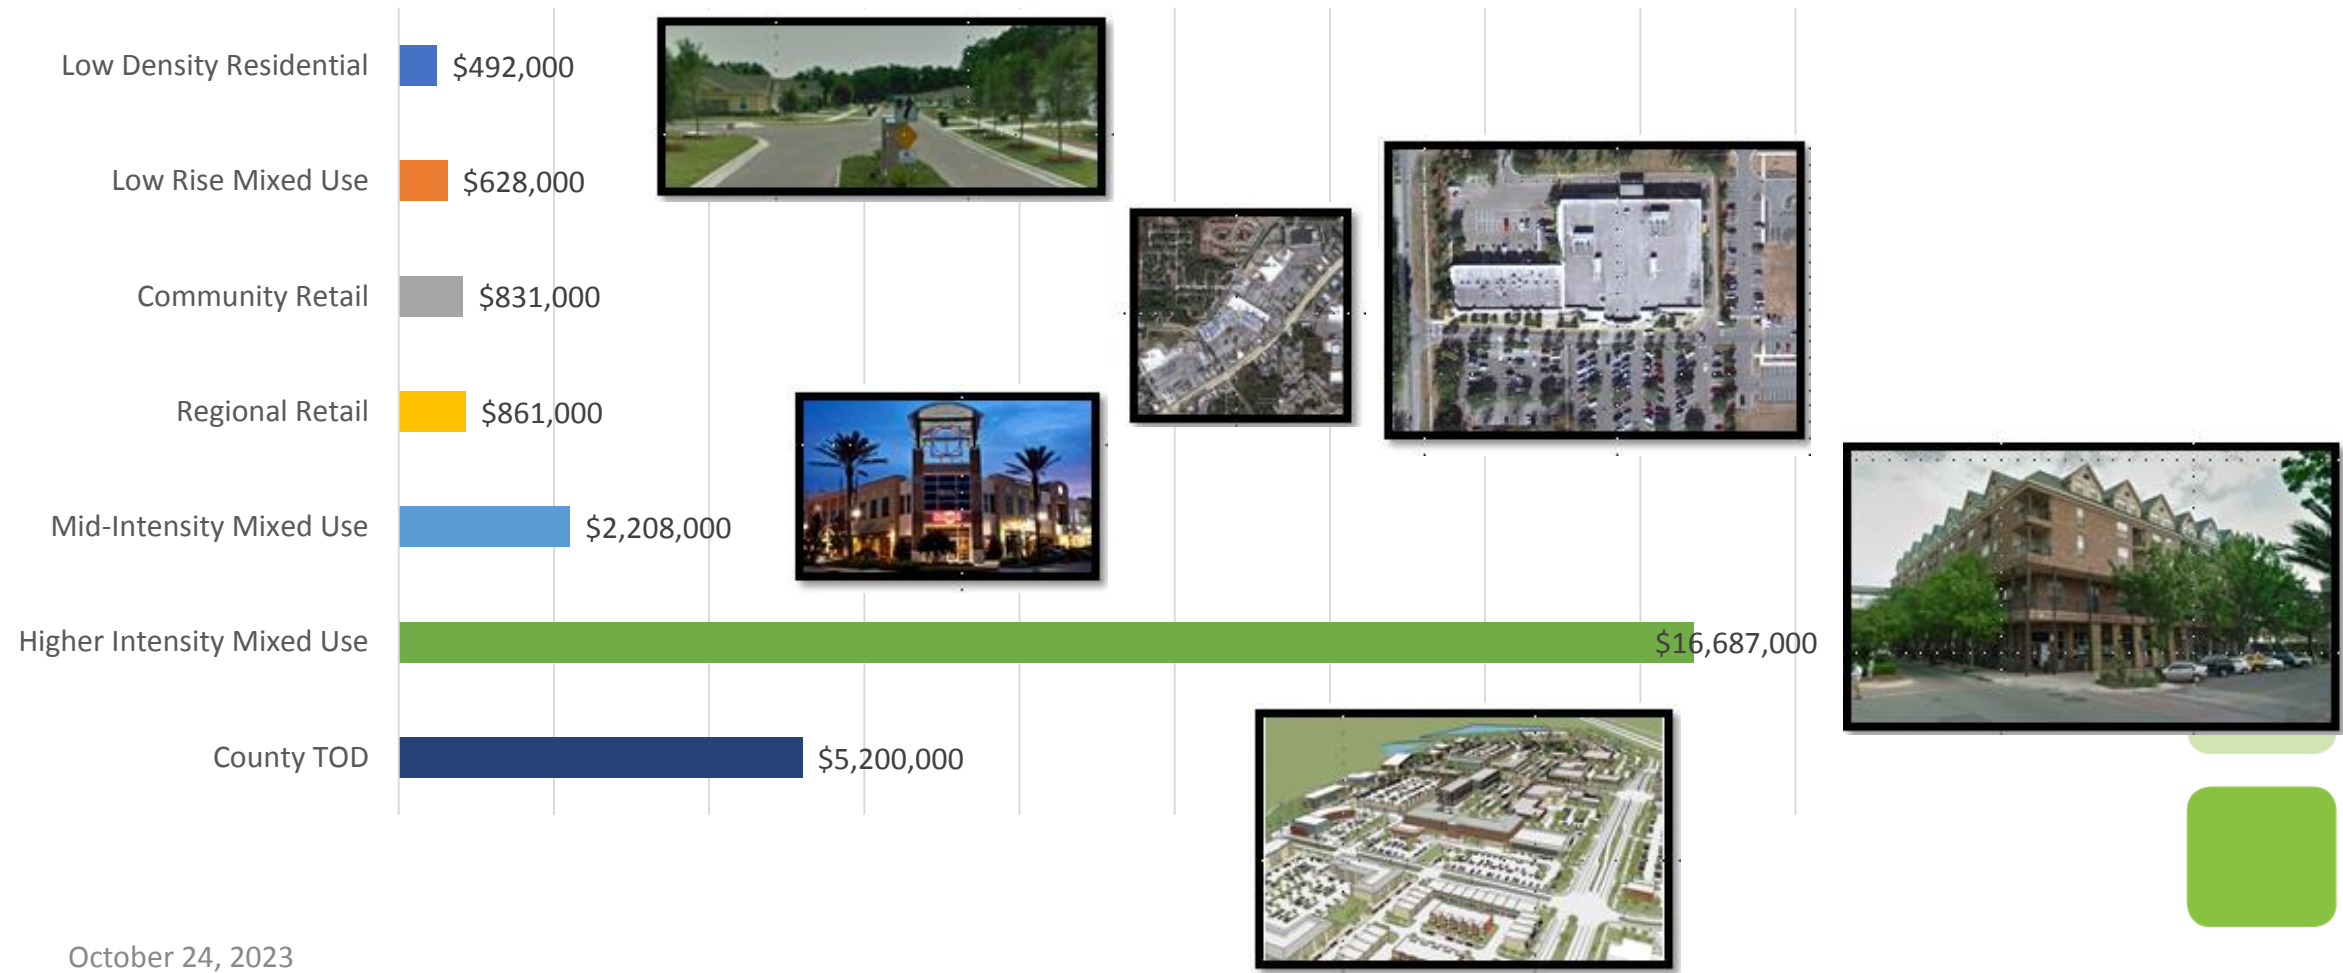 Low Density Residential
$492,000
Low Rise Mixed Use
$628,000
Community Retail
$831,000
Regional Retail
$861,000
Mid-Intensity Mixed Use
$2,208,000
Higher Intensity Mixed Use
$16,687,000
County TOD
$5,200,000
October 24, 2023